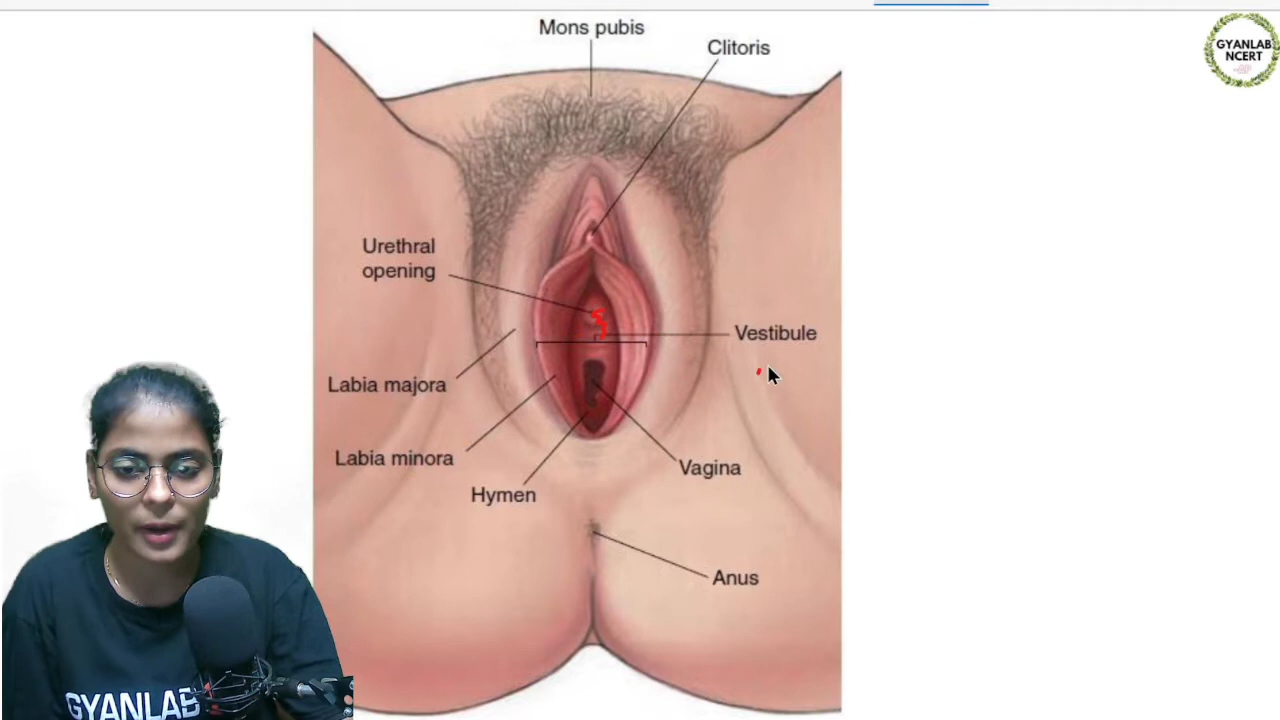 Mons pubis
Clitoris
GYANLAB
NCERT
Urethral
opening
Vestibule
Labia majora
Labia minora
Vagina
Hymen
Anus
GYANLAB